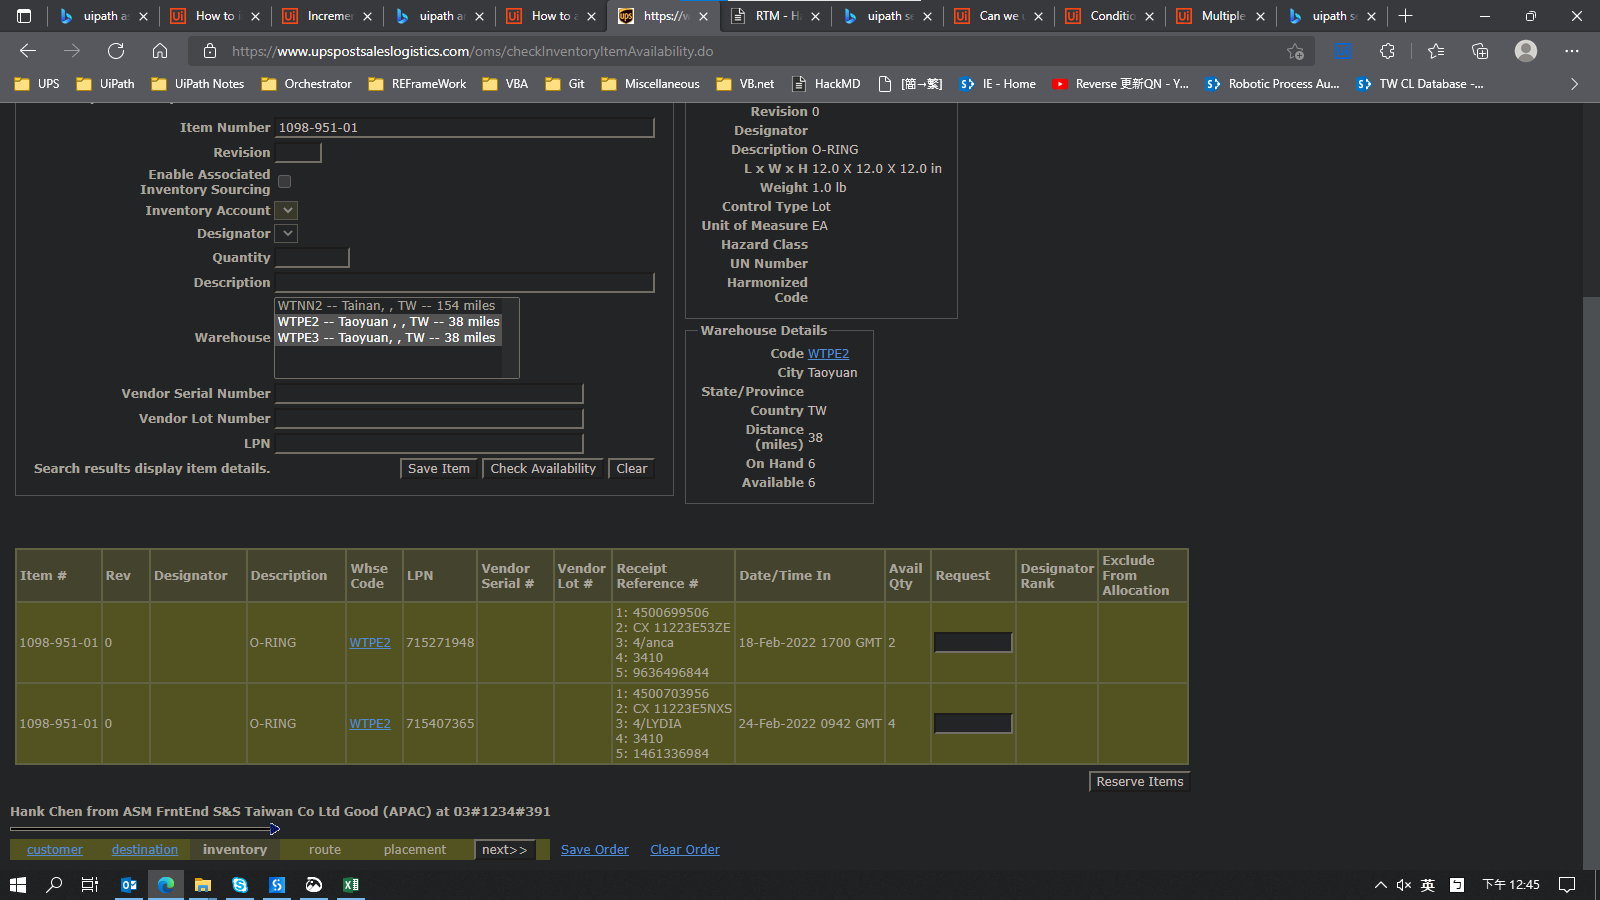 uipath as
How to i
Increme
uipath a
How to a
https://w
RTM - H
uipath se
Can we u
Conditio
Multiple
uipath se
https://www.upspostsaleslogistics.com/oms/checkInventoryItemAvailability.do
UPS
UiPath
UiPath Notes
Orchestrator
REFrameWork
VBA
Git
Miscellaneous
VB.net
HackMD
[簡→繁]
IE - Home
Reverse 更新QN - Y...
Robotic Process Au...
TW CL Database -...
Item Number 1098-951-01
Revision
Enable Associated
Inventory Sourcing
Inventory Account
Designator
Quantity
Description
Warehouse
WTNN2 -- Tainan, , TW -- 154 miles
WTPE2 -- Taoyuan , , TW -- 38 miles
WTPE3 -- Taoyuan, , TW -- 38 miles
Vendor Serial Number
Vendor Lot Number
LPN
Search results display item details.
Save Item
Check Availability
Clear
Revision 0
Designator
Description O-RING
L x W x H 12.0 X 12.0 X 12.0 in
Weight 1.0 lb
Control Type Lot
Unit of Measure EA
Hazard Class
UN Number
Harmonized
Code
Warehouse Details
Code WTPE2
City Taoyuan
State/Province
Country TW
Distance
(miles) 38
On Hand 6
Available 6
Item # Rev Designator Description Whse Code LPN Vendor Serial # Vendor Lot # Receipt Reference # Date/Time In Avail Qty Request Designator Rank Exclude From Allocation
1098-951-01 0 O-RING WTPE2 715271948
1: 4500699506
2: CX 11223E53ZE
3: 4/anca
4: 3410
5: 9636496844
18-Feb-2022 1700 GMT 2
1098-951-01 0 O-RING WTPE2 715407365
1: 4500703956
2: CX 11223E5NXS
3: 4/LYDIA
4: 3410
5: 1461336984
24-Feb-2022 0942 GMT 4
Reserve Items
Hank Chen from ASM FrntEnd S&S Taiwan Co Ltd Good (APAC) at 03#1234#391
customer destination inventory route placement next>> Save Order Clear Order
英
ㄅ
下午 12:45